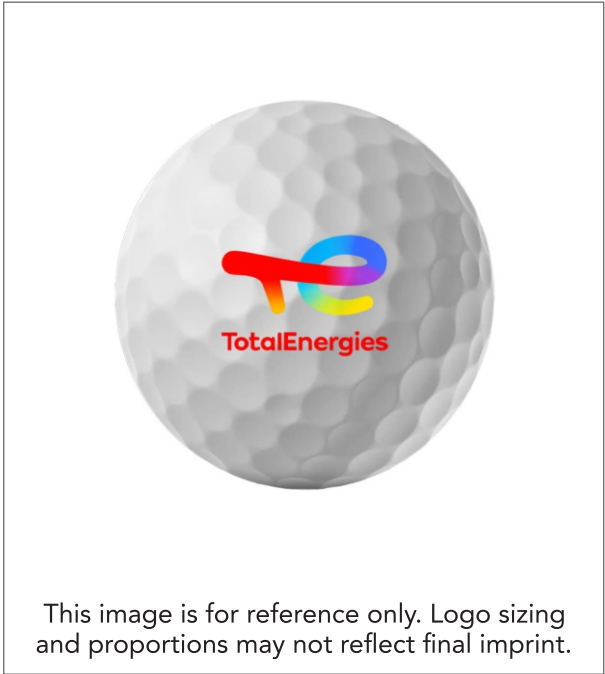 TotalEnergies
This image is for reference only. Logo sizing
and proportions may not reflect final imprint.